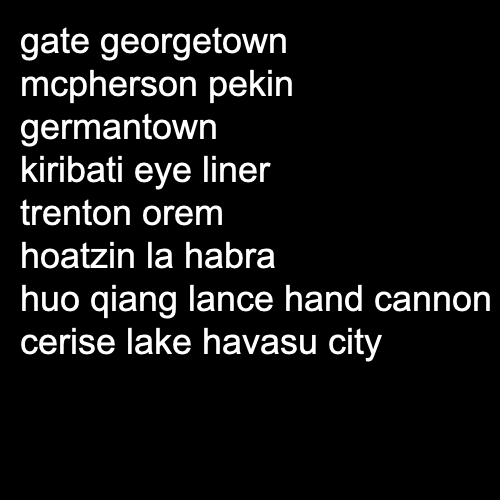 gate georgetown
mcpherson pekin
germantown
kiribati eye liner
trenton orem
hoatzin la habra
huo qiang lance hand cannon
cerise lake havasu city